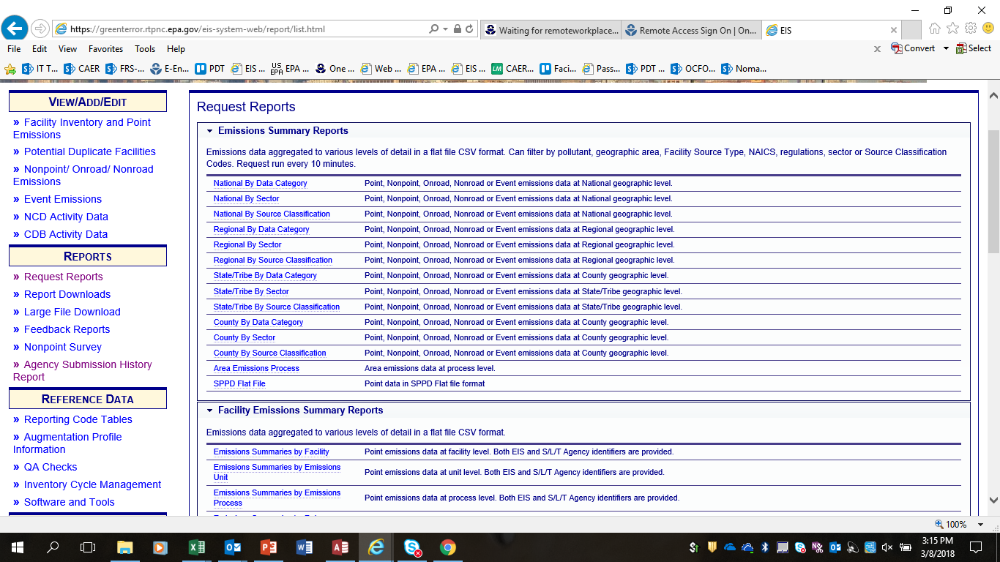 https://greenterror.rtpnc.epa.gov/eis-system-web/report/list.html
Waiting for remoteworkplace...
Remote Access Sign On | On...
EIS
File Edit View Favorites Tools Help
Convert Select
IT T... CAER FRS-... E-En... PDT EIS ... US EPA EPA ... One ... Web ... EPA ... EIS ... LM CAER... Faci... Pass... PDT ... OCFO... Noma...
VIEW/ADD/EDIT
» Facility Inventory and Point
Emissions
» Potential Duplicate Facilities
» Nonpoint/ Onroad/ Nonroad
Emissions
» Event Emissions
» NCD Activity Data
» CDB Activity Data
REPORTS
» Request Reports
» Report Downloads
» Large File Download
» Feedback Reports
» Nonpoint Survey
» Agency Submission History
Report
REFERENCE DATA
» Reporting Code Tables
» Augmentation Profile
Information
» QA Checks
» Inventory Cycle Management
» Software and Tools
Request Reports
Emissions Summary Reports
Emissions data aggregated to various levels of detail in a flat file CSV format. Can filter by pollutant, geographic area, Facility Source Type, NAICS, regulations, sector or Source Classification
Codes. Request run every 10 minutes.
National By Data Category Point, Nonpoint, Onroad, Nonroad or Event emissions data at National geographic level.
National By Sector Point, Nonpoint, Onroad, Nonroad or Event emissions data at National geographic level.
National By Source Classification Point, Nonpoint, Onroad, Nonroad or Event emissions data at National geographic level.
Regional By Data Category Point, Nonpoint, Onroad, Nonroad or Event emissions data at Regional geographic level.
Regional By Sector Point, Nonpoint, Onroad, Nonroad or Event emissions data at Regional geographic level.
Regional By Source Classification Point, Nonpoint, Onroad, Nonroad or Event emissions data at Regional geographic level.
State/Tribe By Data Category Point, Nonpoint, Onroad, Nonroad or Event emissions data at County geographic level.
State/Tribe By Sector Point, Nonpoint, Onroad, Nonroad or Event emissions data at State/Tribe geographic level.
State/Tribe By Source Classification Point, Nonpoint, Onroad, Nonroad or Event emissions data at State/Tribe geographic level.
County By Data Category Point, Nonpoint, Onroad, Nonroad or Event emissions data at County geographic level.
County By Sector Point, Nonpoint, Onroad, Nonroad or Event emissions data at County geographic level.
County By Source Classification Point, Nonpoint, Onroad, Nonroad or Event emissions data at County geographic level.
Area Emissions Process Area emissions data at process level.
SPPD Flat File Point data in SPPD Flat file format
Facility Emissions Summary Reports
Emissions data aggregated to various levels of detail in a flat file CSV format.
Emissions Summaries by Facility Point emissions data at facility level. Both EIS and S/L/T Agency identifiers are provided.
Emissions Summaries by Emissions
Unit Point emissions data at unit level. Both EIS and S/L/T Agency identifiers are provided.
Emissions Summaries by Emissions
Process Point emissions data at process level. Both EIS and S/L/T Agency identifiers are provided.
100%
3:15 PM
3/8/2018